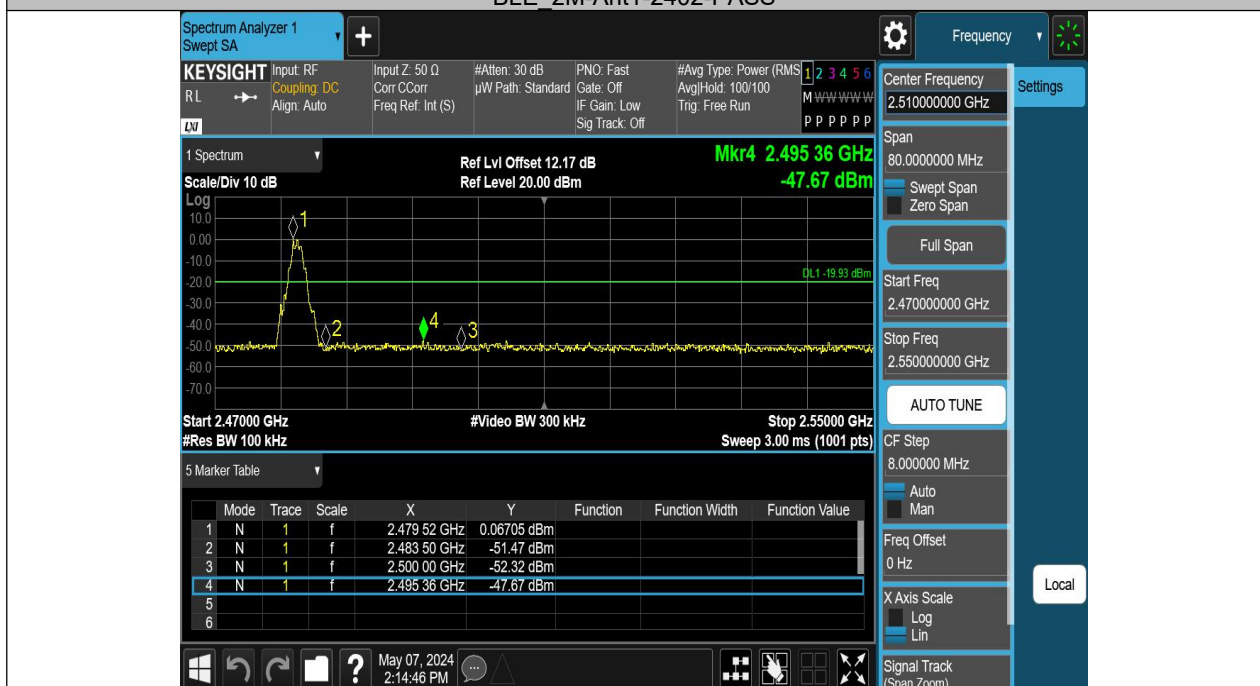 Spectrum Analyzer 1
Swept SA
Frequency
KEYSIGHT
RL
LXI
Input: RF
Coupling: DC
Align: Auto
Input Z: 50 Ω
Corr CCorr
Freq Ref: Int (S)
#Atten: 30 dB
µW Path: Standard
PNO: Fast
Gate: Off
IF Gain: Low
Sig Track: Off
#Avg Type: Power (RMS
Avg|Hold: 100/100
Trig: Free Run
1 2 3 4 5 6
M W W W W W
P P P P P P
Center Frequency
2.510000000 GHz
Settings
Span
80.0000000 MHz
Swept Span
Zero Span
Full Span
Start Freq
2.470000000 GHz
Stop Freq
2.550000000 GHz
AUTO TUNE
CF Step
8.000000 MHz
Auto
Man
Freq Offset
0 Hz
Local
X Axis Scale
Log
Lin
Signal Track
(Span Zoom)
1 Spectrum
Scale/Div 10 dB
Ref Lvl Offset 12.17 dB
Ref Level 20.00 dBm
Mkr4 2.495 36 GHz
-47.67 dBm
Log
10.0
0.00
-10.0
-20.0
-30.0
-40.0
-50.0
-60.0
-70.0
1
2
4
3
DL1 -19.93 dBm
Start 2.47000 GHz
#Video BW 300 kHz
Stop 2.55000 GHz
#Res BW 100 kHz
Sweep 3.00 ms (1001 pts)
5 Marker Table
Mode Trace Scale X Y Function Function Width Function Value
1 N 1 f 2.479 52 GHz 0.06705 dBm
2 N 1 f 2.483 50 GHz -51.47 dBm
3 N 1 f 2.500 00 GHz -52.32 dBm
4 N 1 f 2.495 36 GHz -47.67 dBm
5
6
May 07, 2024
2:14:46 PM